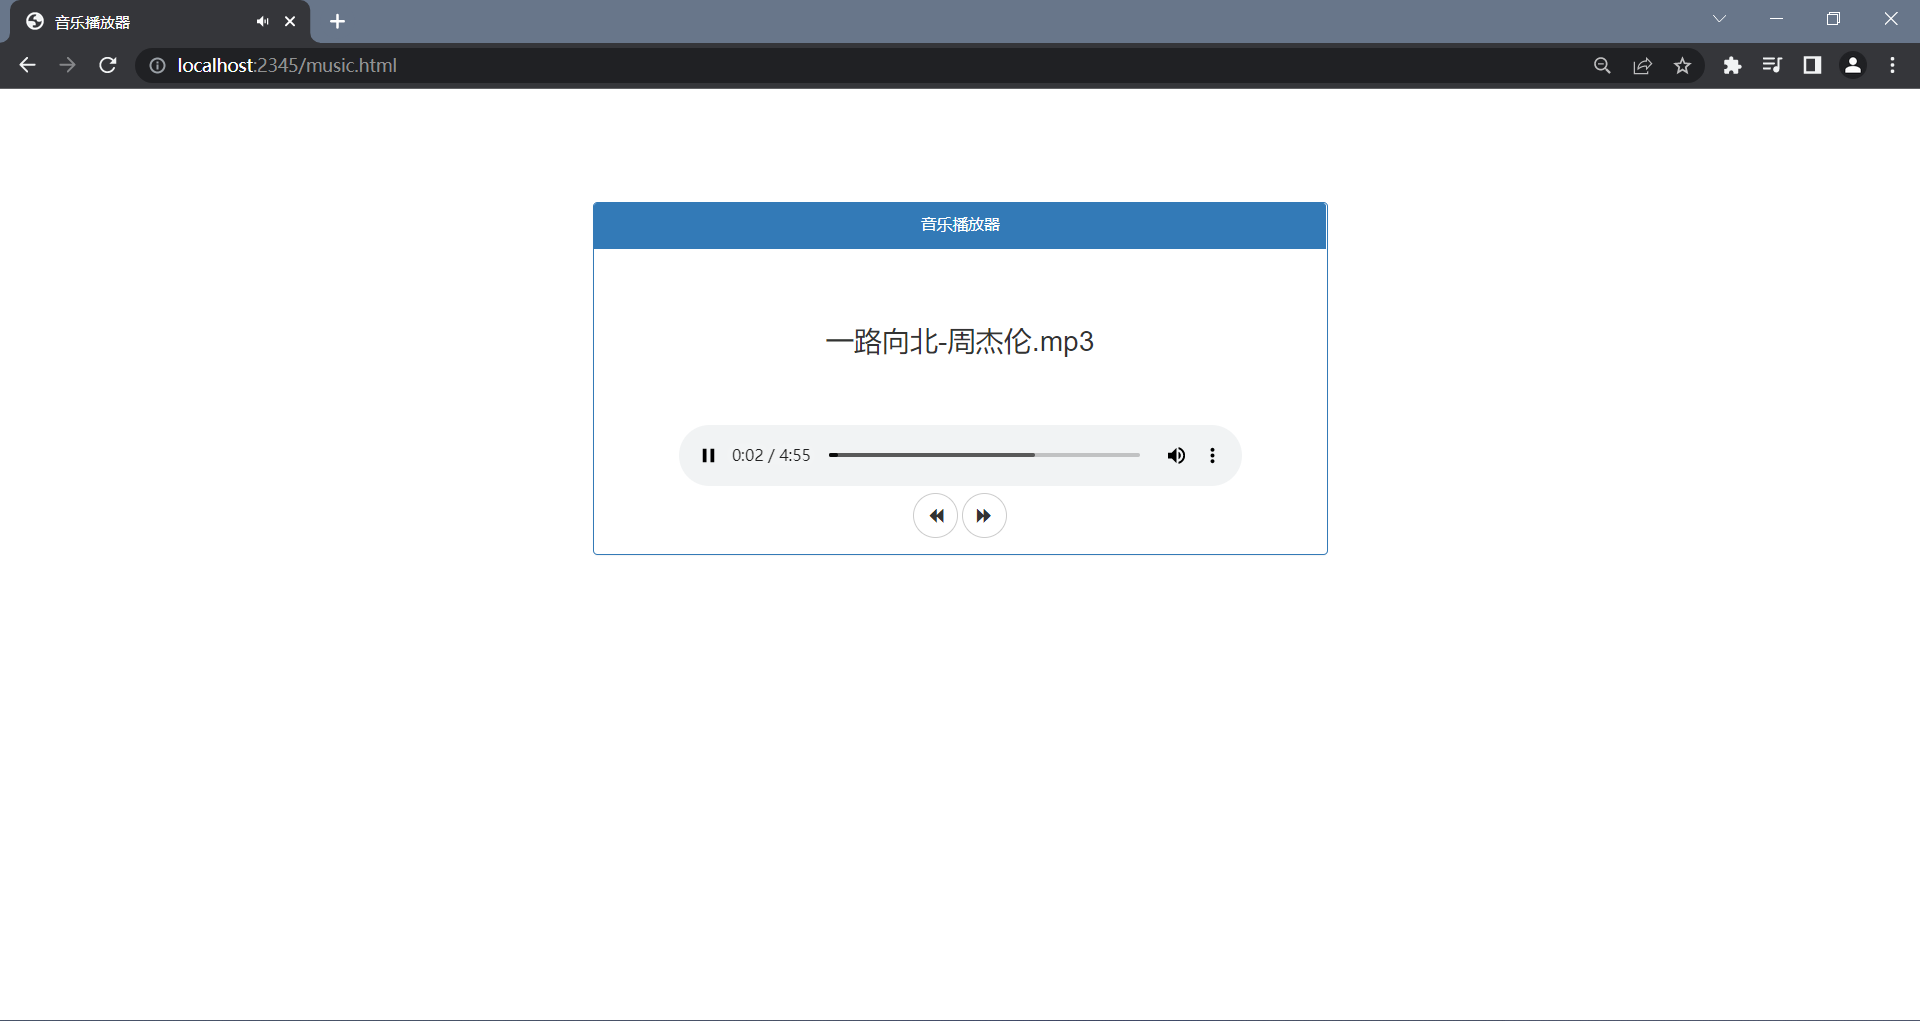 音乐播放器
localhost:2345/music.html
音乐播放器
一路向北-周杰伦.mp3
0:02 / 4:55